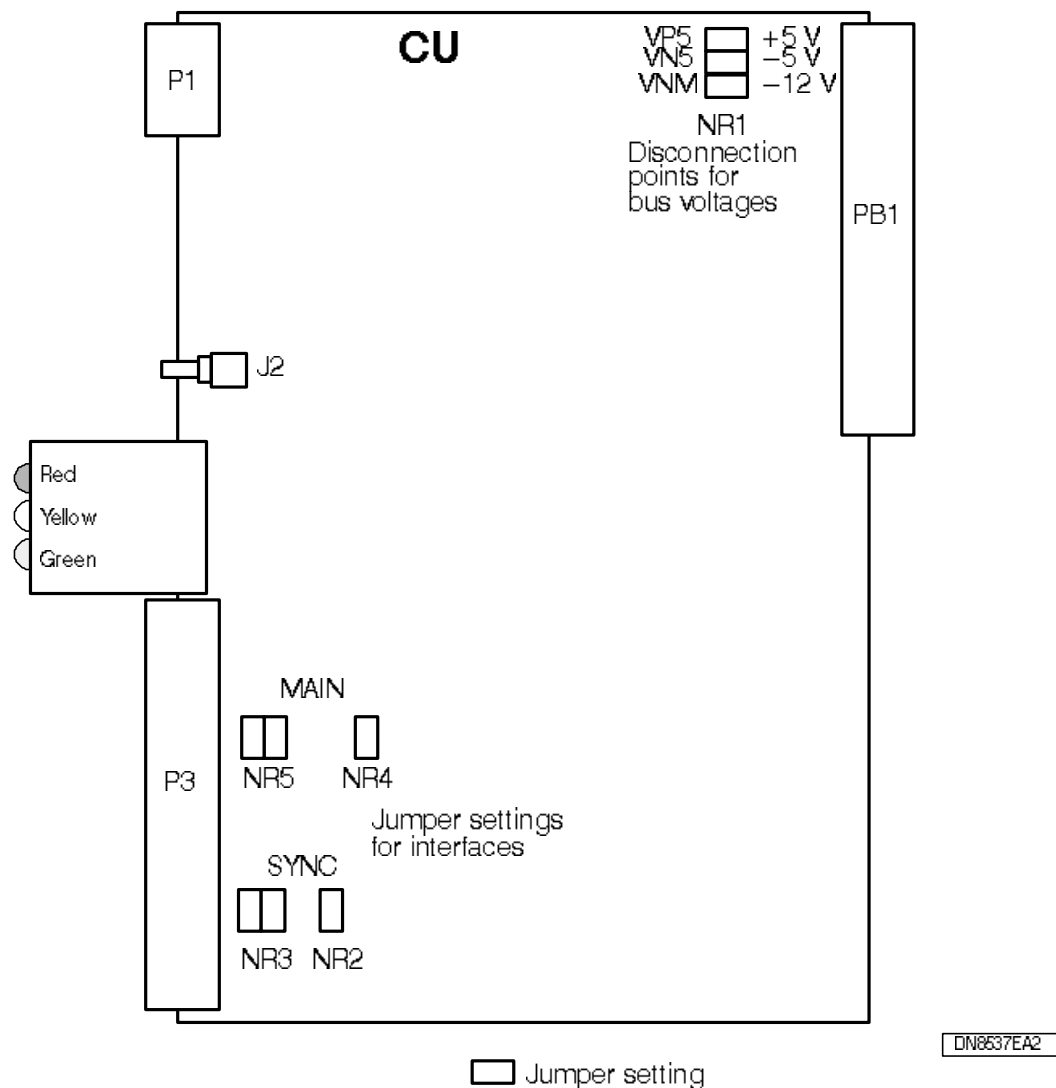 CU
P1
VP5 +5 V
VN5 −5 V
VNM −12 V
NR1
Disconnection
points for
bus voltages
PB1
J2
Red
Yellow
Green
MAIN
NR5 NR4
P3
Jumper settings
for interfaces
SYNC
NR3 NR2
DN8537EA2
Jumper setting